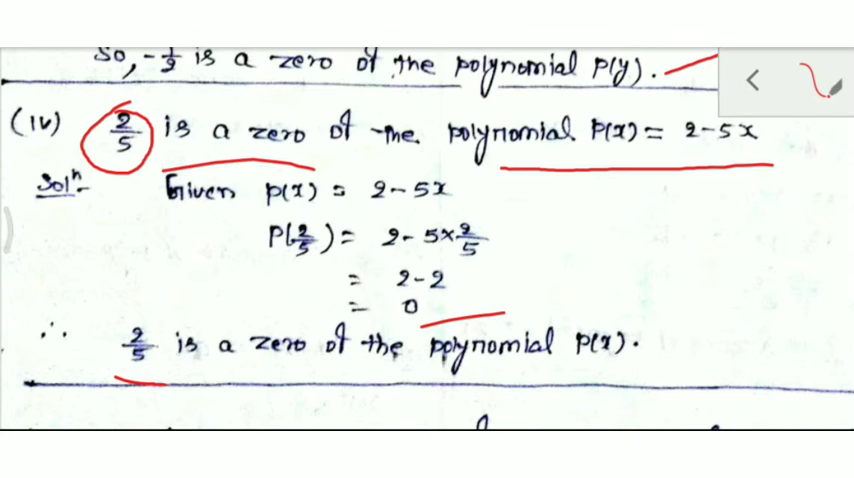 So, -1/2 is a zero of the polynomial P(y).
(iv) 2/5 is a zero of the polynomial P(x) = 2-5x
Solⁿ- Given p(x) = 2-5x
P(2/5) = 2-5×2/5
= 2-2
= 0
∴ 2/5 is a zero of the polynomial p(x).